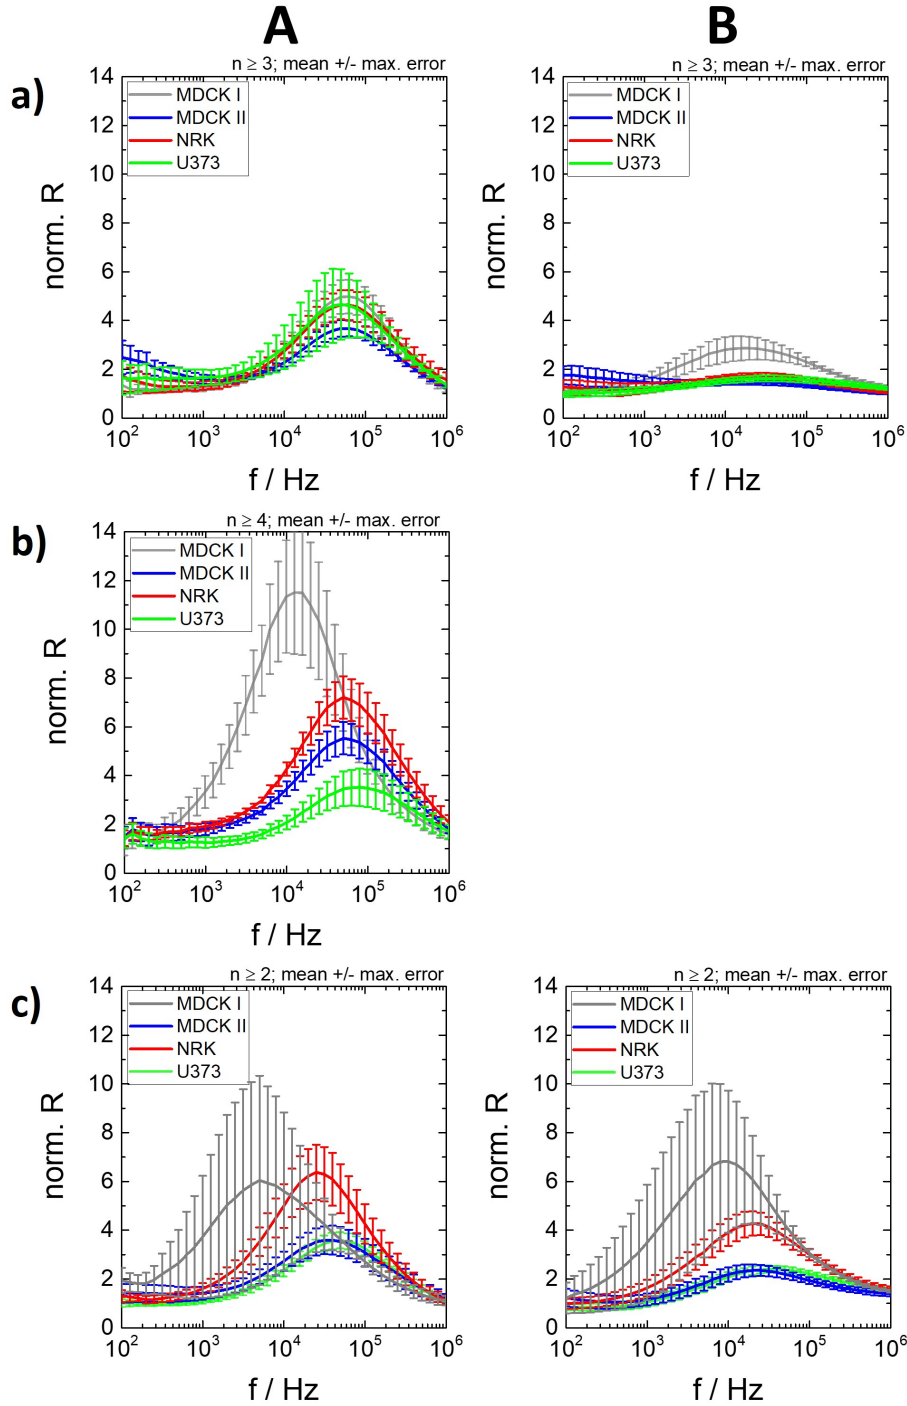 A B
a)
n ≥ 3; mean +/- max. error
MDCK I
MDCK II
NRK
U373
14
12
10
8
6
4
2
0
norm. R
10² 10³ 10⁴ 10⁵ 10⁶
f / Hz
n ≥ 3; mean +/- max. error
MDCK I
MDCK II
NRK
U373
14
12
10
8
6
4
2
0
norm. R
10² 10³ 10⁴ 10⁵ 10⁶
f / Hz
b)
n ≥ 4; mean +/- max. error
MDCK I
MDCK II
NRK
U373
14
12
10
8
6
4
2
0
norm. R
10² 10³ 10⁴ 10⁵ 10⁶
f / Hz
c)
n ≥ 2; mean +/- max. error
MDCK I
MDCK II
NRK
U373
14
12
10
8
6
4
2
0
norm. R
10² 10³ 10⁴ 10⁵ 10⁶
f / Hz
n ≥ 2; mean +/- max. error
MDCK I
MDCK II
NRK
U373
14
12
10
8
6
4
2
0
norm. R
10² 10³ 10⁴ 10⁵ 10⁶
f / Hz